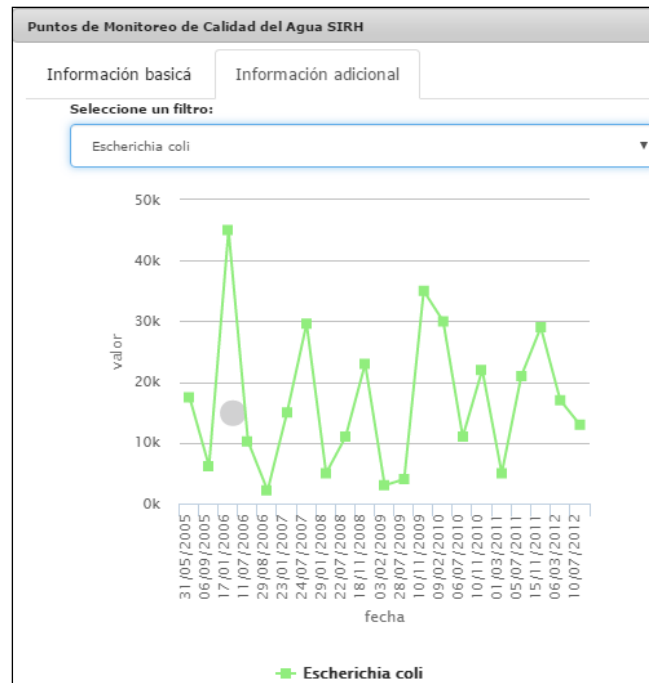 Puntos de Monitoreo de Calidad del Agua SIRH
Información basicá
Información adicional
Seleccione un filtro:
Escherichia coli
50k
40k
30k
20k
10k
0k
valor
31/05/2005
06/09/2005
17/01/2006
11/07/2006
29/08/2006
23/01/2007
24/07/2007
29/01/2008
22/07/2008
18/11/2008
03/02/2009
28/07/2009
10/11/2009
09/02/2010
06/07/2010
10/11/2010
01/03/2011
05/07/2011
15/11/2011
06/03/2012
10/07/2012
fecha
Escherichia coli